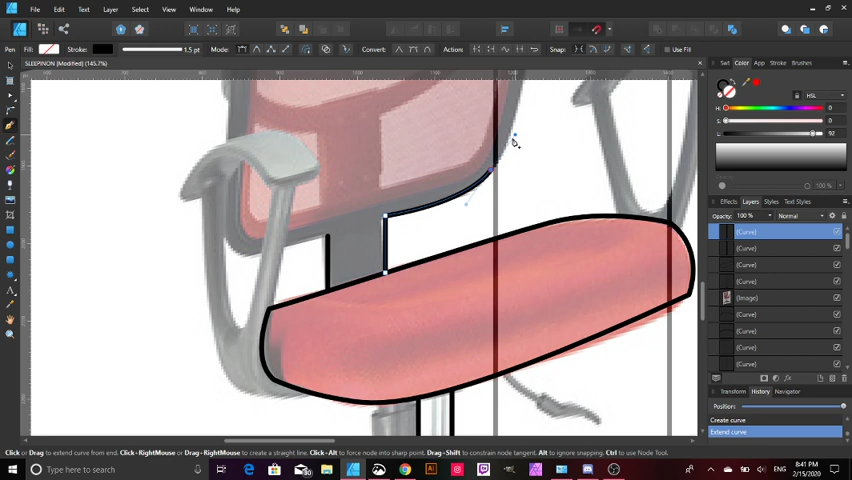 File Edit Text Layer Select View Window Help
Pen Fill: Stroke: 1.5 pt Mode: Convert: Action: Snap: Use Fill
SLEEPINON (Modified) (145.7%)
Swt Color App Stroke Brushes
HSL
H: 0
S: 0
L: 92
100 %
Effects Layers Styles Text Styles
Opacity: 100 % Normal
(Curve)
(Curve)
(Curve)
(Curve)
(Image)
(Curve)
(Curve)
(Curve)
(Curve)
Transform History Navigator
Position:
Create curve
Extend curve
Click or Drag to extend curve from end. Click+RightMouse or Drag+RightMouse to create a straight line. Click+Alt to force node into sharp point. Drag+Shift to constrain node tangent. Alt to ignore snapping. Ctrl to use Node Tool.
Type here to search
ENG
8:41 PM
2/15/2020